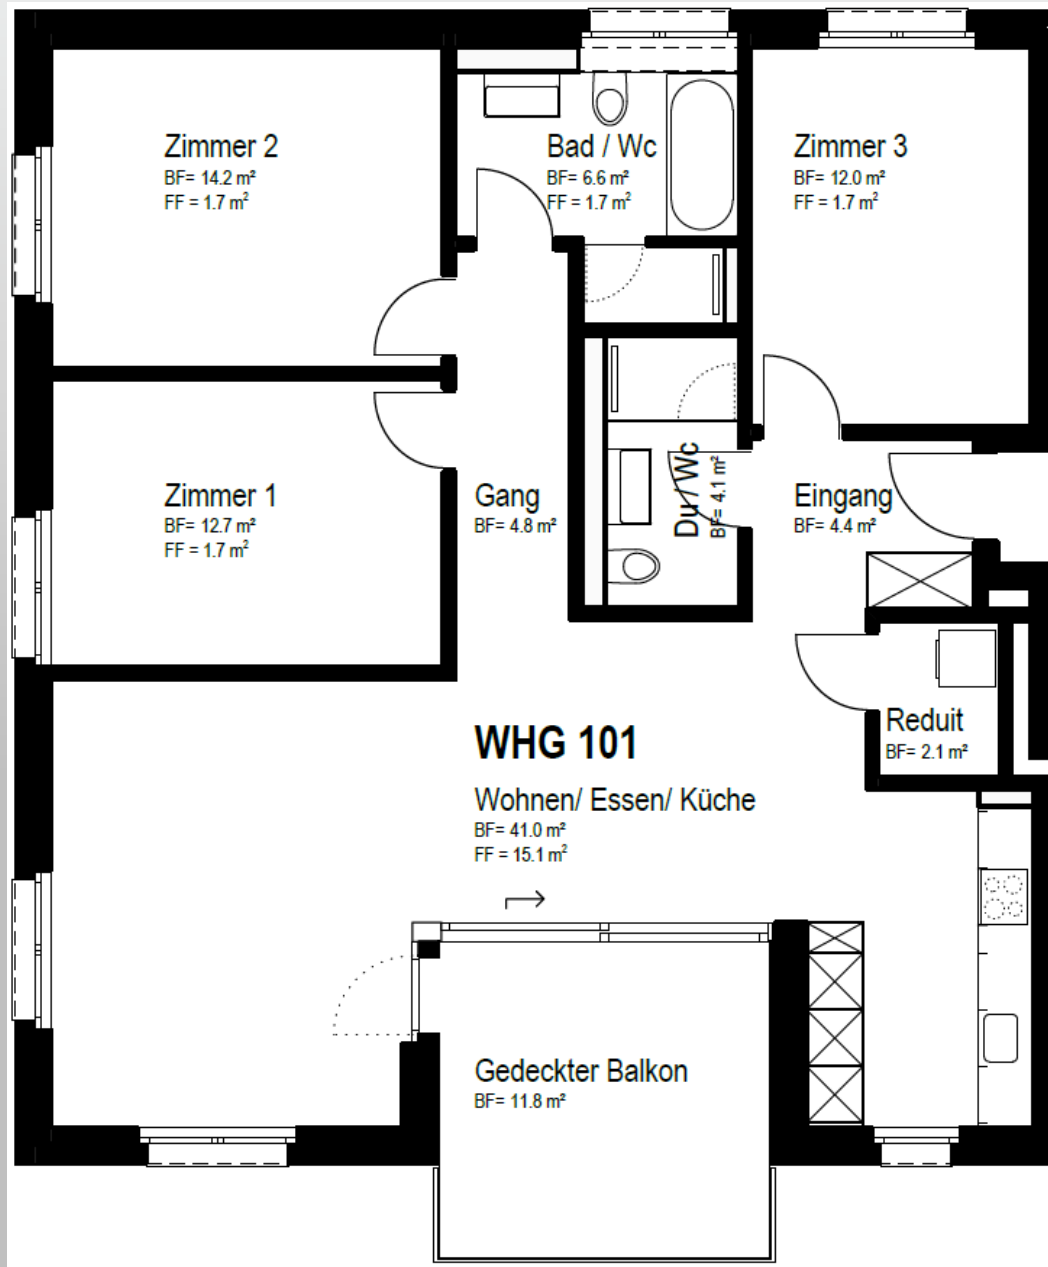 Zimmer 2
BF= 14.2 m²
FF = 1.7 m²
Bad / Wc
BF= 6.6 m²
FF = 1.7 m²
Zimmer 3
BF= 12.0 m²
FF = 1.7 m²
Zimmer 1
BF= 12.7 m²
FF = 1.7 m²
Gang
BF= 4.8 m²
Du / Wc
BF= 4.1 m²
Eingang
BF= 4.4 m²
Reduit
BF= 2.1 m²
WHG 101
Wohnen/ Essen/ Küche
BF= 41.0 m²
FF = 15.1 m²
Gedeckter Balkon
BF= 11.8 m²